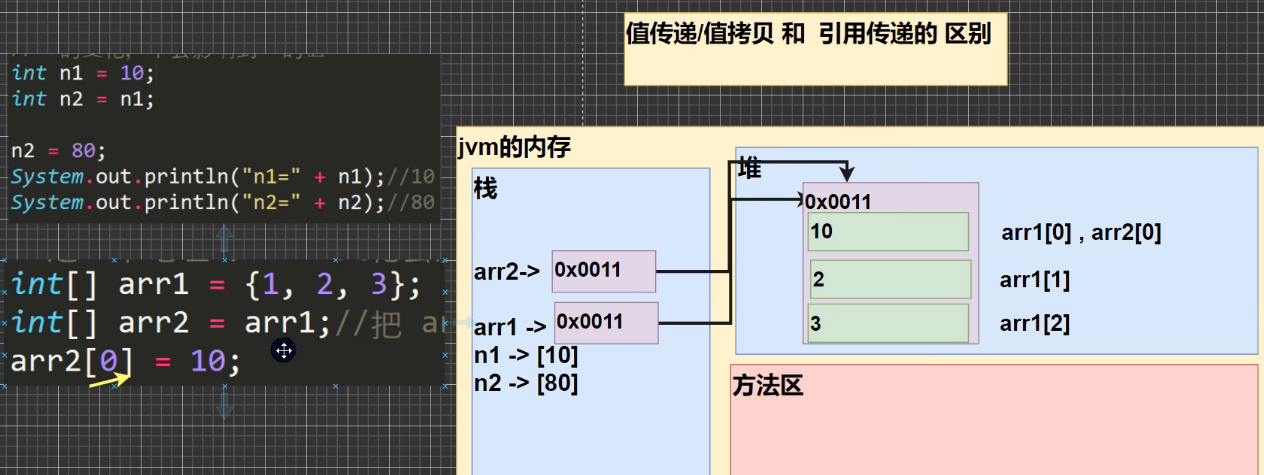 值传递/值拷贝 和 引用传递的 区别
int n1 = 10;
int n2 = n1;
n2 = 80;
System.out.println("n1=" + n1);//10
System.out.println("n2=" + n2);//80
int[] arr1 = {1, 2, 3};
int[] arr2 = arr1;//把 ar
arr2[0] = 10;
jvm的内存
栈
arr2-> 0x0011
arr1 -> 0x0011
n1 -> [10]
n2 -> [80]
堆
0x0011
10 arr1[0] , arr2[0]
2 arr1[1]
3 arr1[2]
方法区